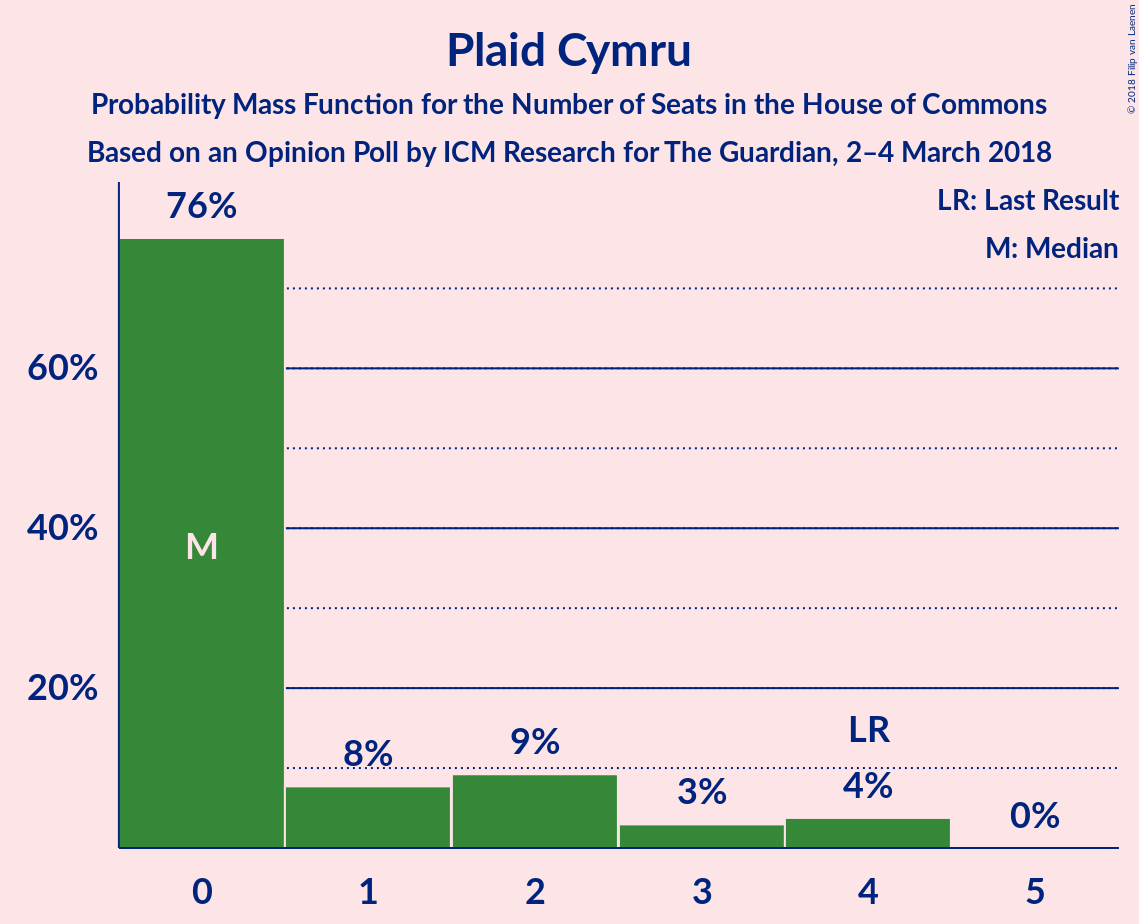 Plaid Cymru
Probability Mass Function for the Number of Seats in the House of Commons
Based on an Opinion Poll by ICM Research for The Guardian, 2–4 March 2018
© 2018 Filip van Laenen
LR: Last Result
M: Median
76%
60%
40%
20%
M
8%
9%
3%
LR
4%
0%
0 1 2 3 4 5